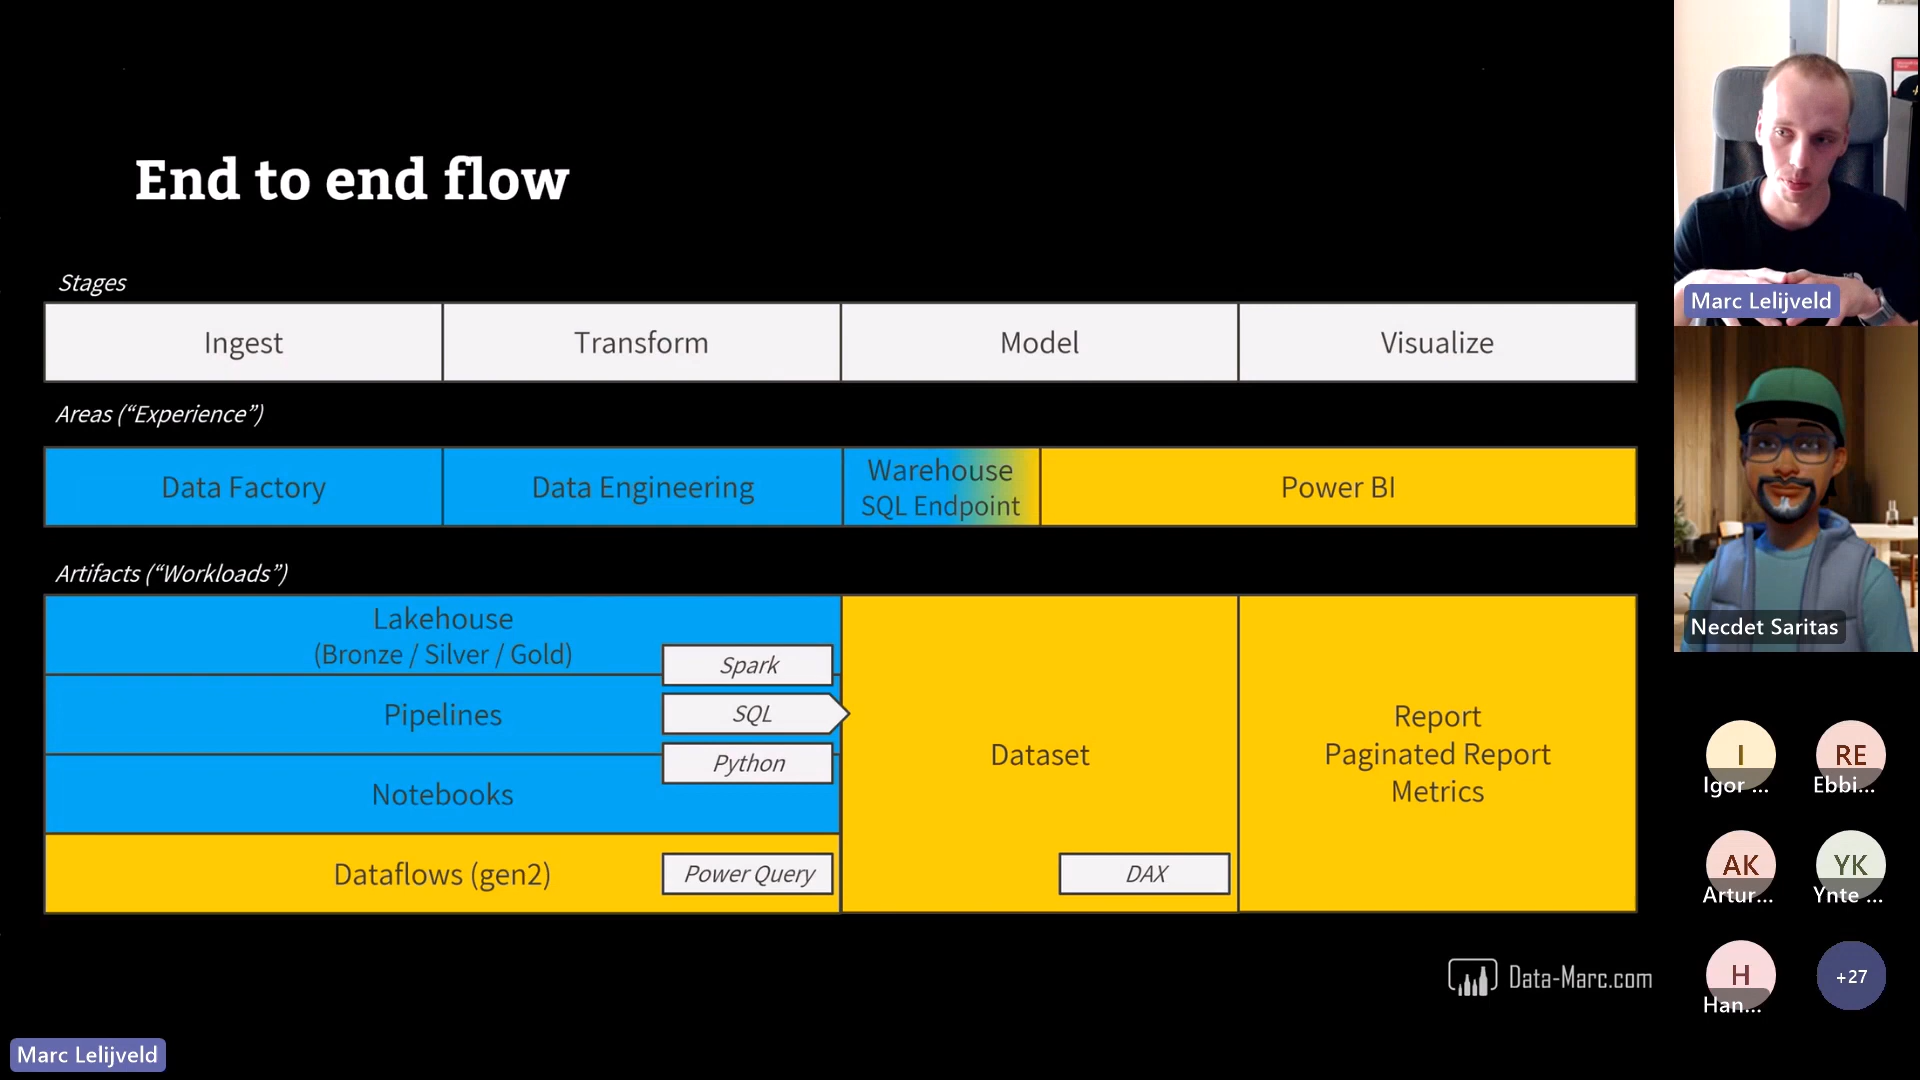 End to end flow
Stages
Ingest
Transform
Model
Visualize
Areas (“Experience”)
Data Factory
Data Engineering
Warehouse
SQL Endpoint
Power BI
Artifacts (“Workloads”)
Lakehouse
(Bronze / Silver / Gold)
Spark
Pipelines
SQL
Python
Notebooks
Dataflows (gen2)
Power Query
Dataset
DAX
Report
Paginated Report
Metrics
Data-Marc.com
Marc Lelijveld
Marc Lelijveld
Necdet Saritas
I
Igor ...
RE
Ebbi...
AK
Artur...
YK
Ynte ...
H
Han...
+27